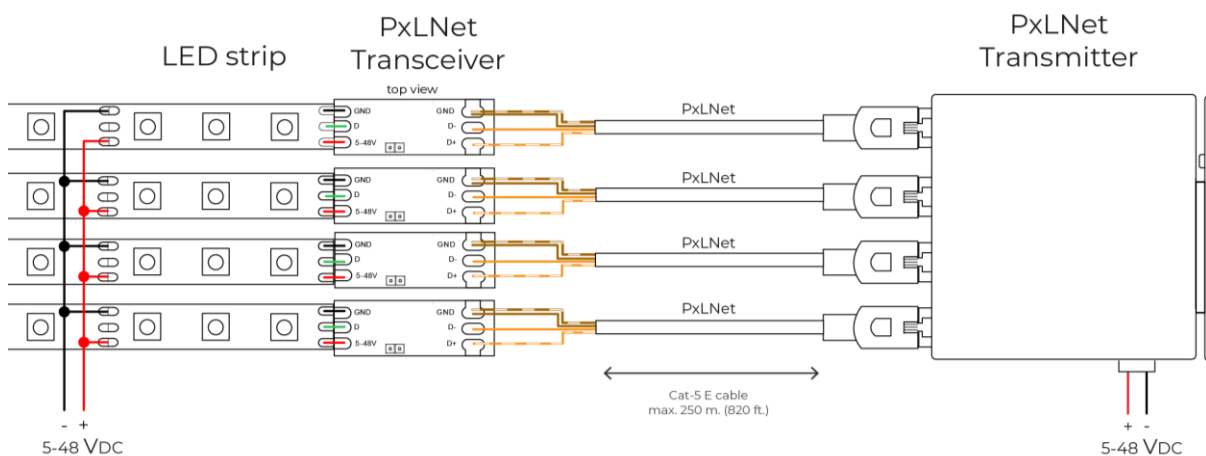 LED strip
PxLNet
Transceiver
top view
PxLNet
Transmitter
GND
D
5-48V
GND
D-
D+
PxLNet
GND
D
5-48V
GND
D-
D+
PxLNet
GND
D
5-48V
GND
D-
D+
PxLNet
GND
D
5-48V
GND
D-
D+
PxLNet
Cat-5 E cable
max. 250 m. (820 ft.)
- +
5-48 VDC
+ -
5-48 VDC